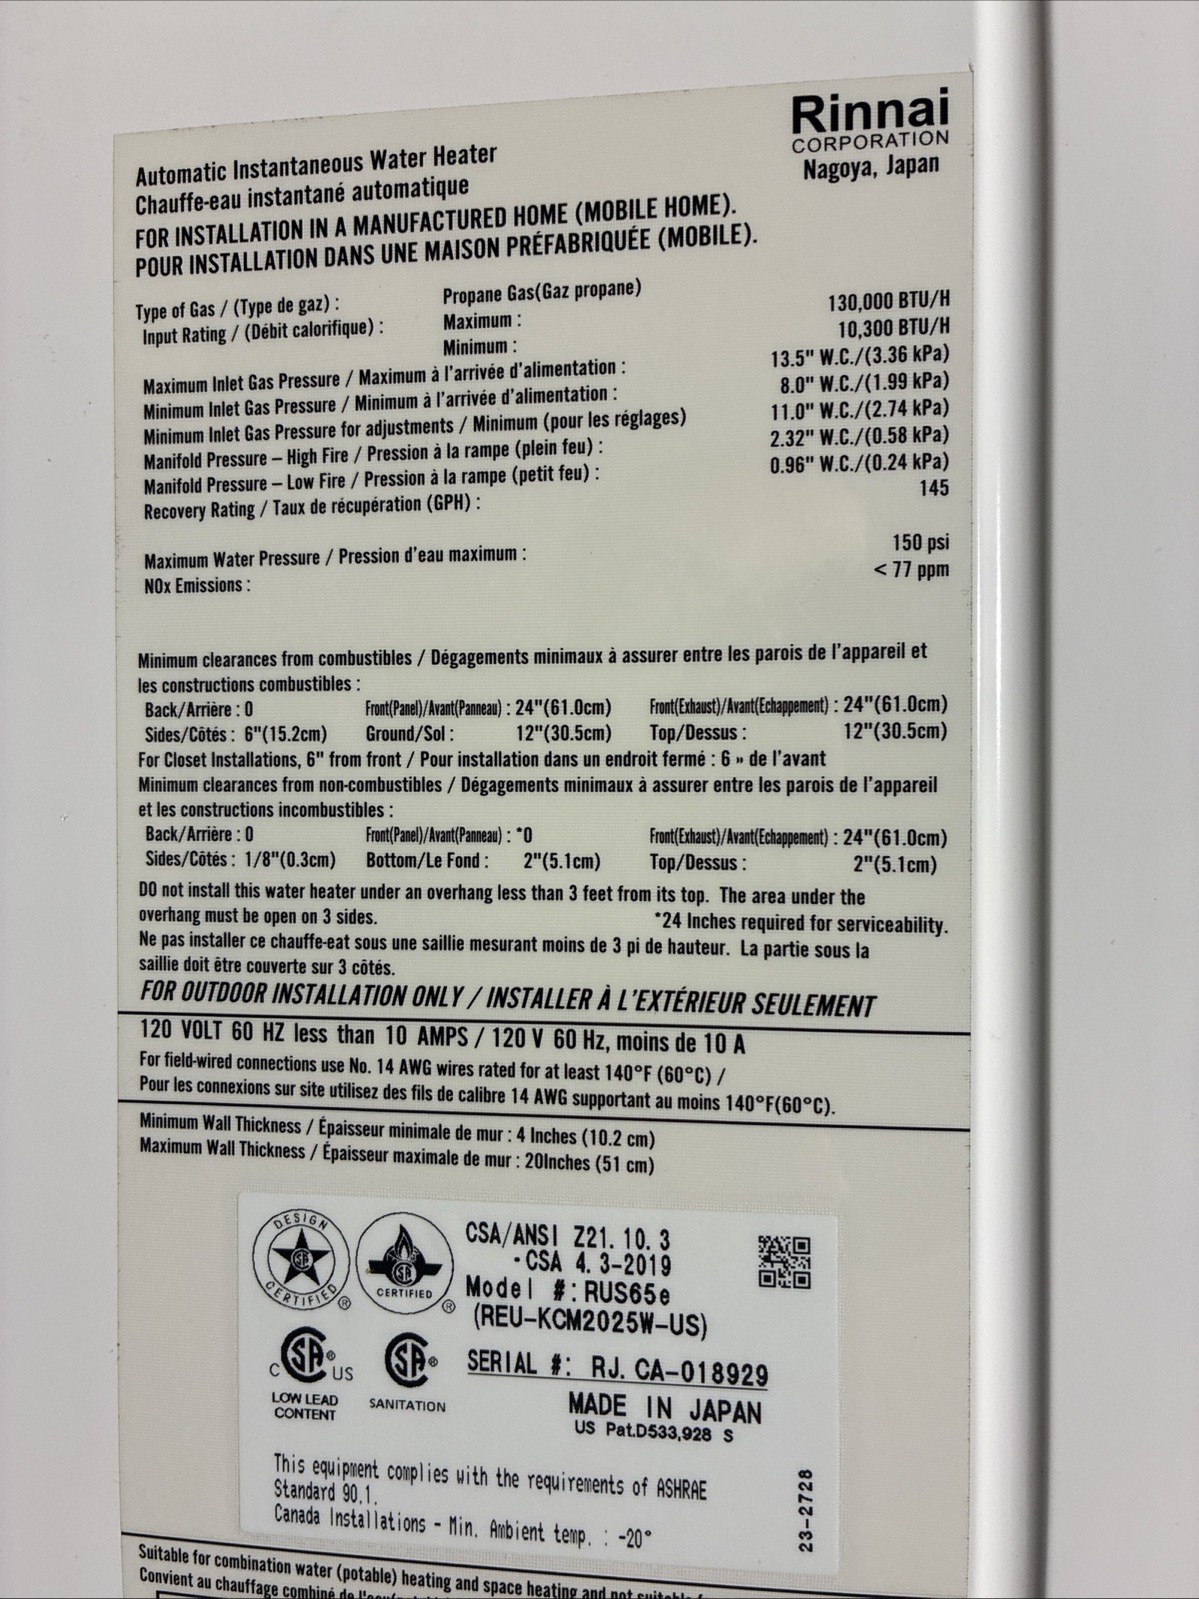 Rinnai
CORPORATION
Nagoya, Japan
Automatic Instantaneous Water Heater
Chauffe-eau instantané automatique
FOR INSTALLATION IN A MANUFACTURED HOME (MOBILE HOME).
POUR INSTALLATION DANS UNE MAISON PRÉFABRIQUÉE (MOBILE).
Type of Gas / (Type de gaz) : Propane Gas(Gaz propane)
Input Rating / (Débit calorifique) : Maximum : 130,000 BTU/H
Minimum : 10,300 BTU/H
Maximum Inlet Gas Pressure / Maximum à l'arrivée d'alimentation : 13.5" W.C./(3.36 kPa)
Minimum Inlet Gas Pressure / Minimum à l'arrivée d'alimentation : 8.0" W.C./(1.99 kPa)
Minimum Inlet Gas Pressure for adjustments / Minimum (pour les réglages) 11.0" W.C./(2.74 kPa)
Manifold Pressure – High Fire / Pression à la rampe (plein feu) : 2.32" W.C./(0.58 kPa)
Manifold Pressure – Low Fire / Pression à la rampe (petit feu) : 0.96" W.C./(0.24 kPa)
Recovery Rating / Taux de récupération (GPH) : 145
Maximum Water Pressure / Pression d'eau maximum : 150 psi
NOx Emissions : < 77 ppm
Minimum clearances from combustibles / Dégagements minimaux à assurer entre les parois de l'appareil et
les constructions combustibles :
Back/Arrière : 0 Front(Panel)/Avant(Panneau) : 24"(61.0cm) Front(Exhaust)/Avant(Echappement) : 24"(61.0cm)
Sides/Côtés : 6"(15.2cm) Ground/Sol : 12"(30.5cm) Top/Dessus : 12"(30.5cm)
For Closet Installations, 6" from front / Pour installation dans un endroit fermé : 6 » de l'avant
Minimum clearances from non-combustibles / Dégagements minimaux à assurer entre les parois de l'appareil
et les constructions incombustibles :
Back/Arrière : 0 Front(Panel)/Avant(Panneau) : *0 Front(Exhaust)/Avant(Echappement) : 24"(61.0cm)
Sides/Côtés : 1/8"(0.3cm) Bottom/Le Fond : 2"(5.1cm) Top/Dessus : 2"(5.1cm)
DO not install this water heater under an overhang less than 3 feet from its top. The area under the
overhang must be open on 3 sides. *24 Inches required for serviceability.
Ne pas installer ce chauffe-eat sous une saillie mesurant moins de 3 pi de hauteur. La partie sous la
saillie doit être couverte sur 3 côtés.
FOR OUTDOOR INSTALLATION ONLY / INSTALLER À L'EXTÉRIEUR SEULEMENT
120 VOLT 60 HZ less than 10 AMPS / 120 V 60 Hz, moins de 10 A
For field-wired connections use No. 14 AWG wires rated for at least 140°F (60°C) /
Pour les connexions sur site utilisez des fils de calibre 14 AWG supportant au moins 140°F(60°C).
Minimum Wall Thickness / Épaisseur minimale de mur : 4 Inches (10.2 cm)
Maximum Wall Thickness / Épaisseur maximale de mur : 20Inches (51 cm)
DESIGN CERTIFIED ®
CERTIFIED ®
CSA/ANSI Z21. 10. 3
·CSA 4. 3-2019
Model #: RUS65e
(REU-KCM2025W-US)
C SA® US
LOW LEAD
CONTENT
SA®
SANITATION
SERIAL #: RJ. CA-018929
MADE IN JAPAN
US Pat.D533,928 S
This equipment complies with the requirements of ASHRAE
Standard 90.1.
Canada Installations - Min. Ambient temp. : -20°
23-2728
Suitable for combination water (potable) heating and space heating and not
Convient au chauffage combiné de